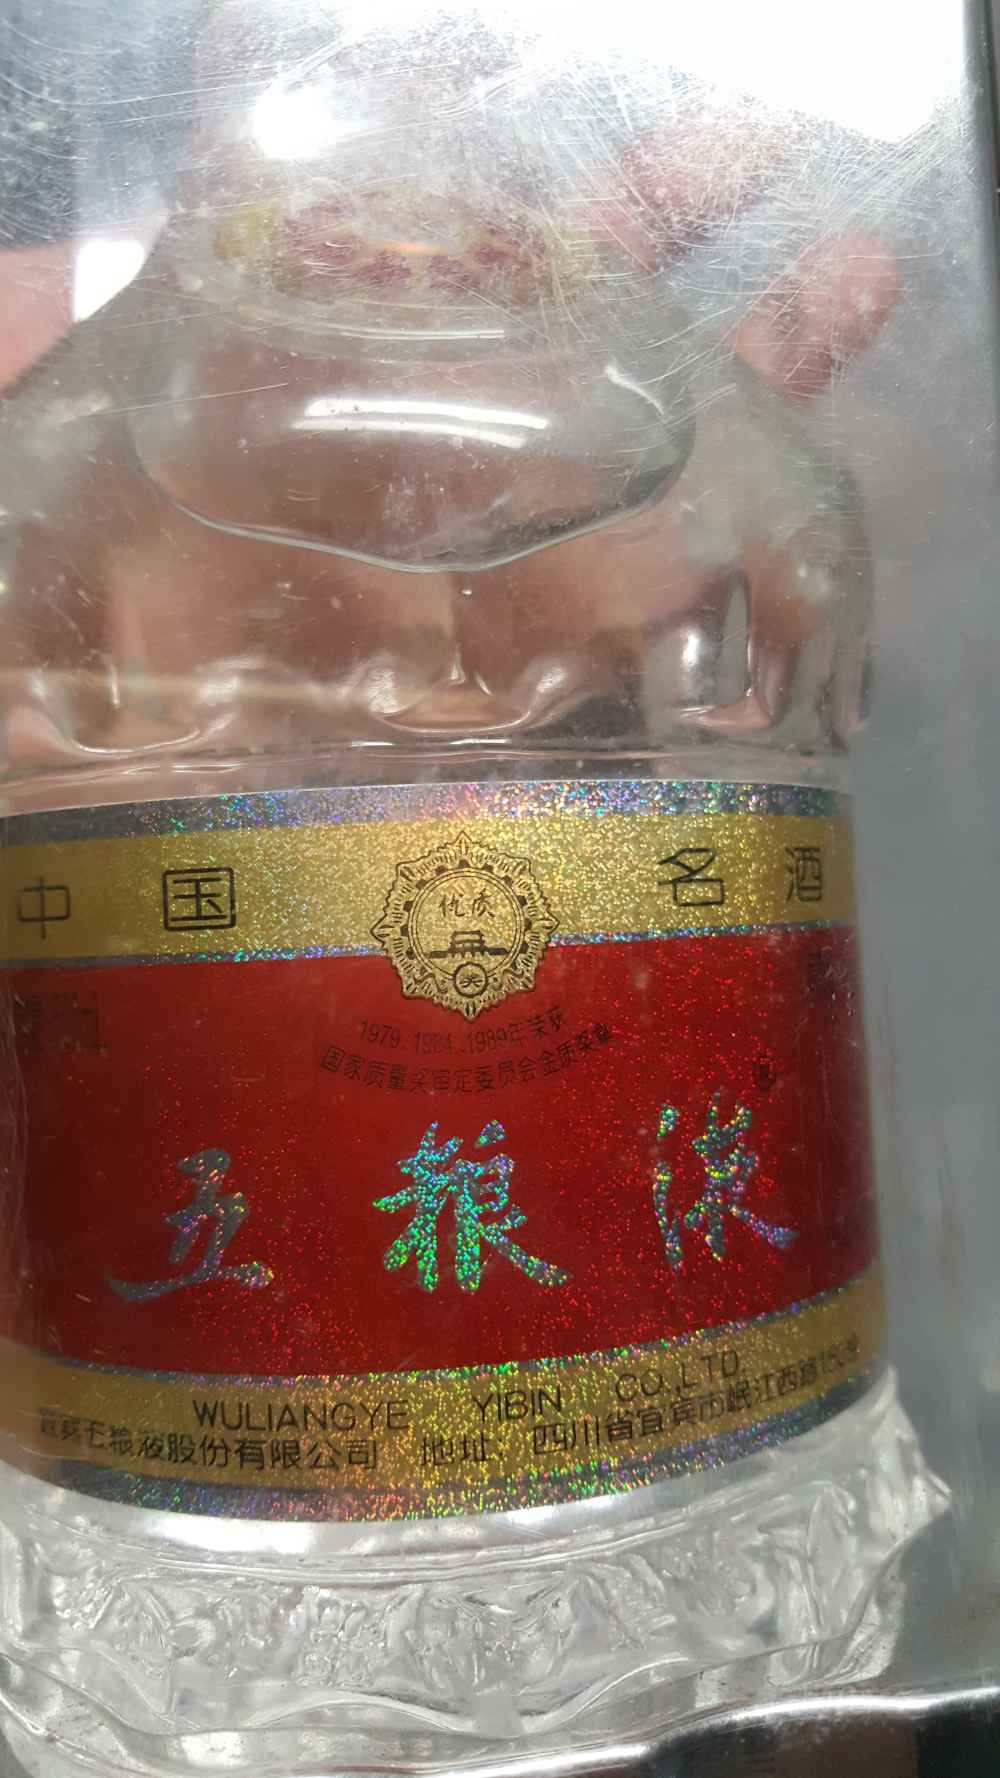 中国 名酒
优质
奖
1979.1984.1989年荣获
国家质量奖审定委员会金质奖章
五粮液
WULIANGYE YIBIN CO.,LTD.
宜宾五粮液股份有限公司 地址：四川省宜宾市岷江西路150号